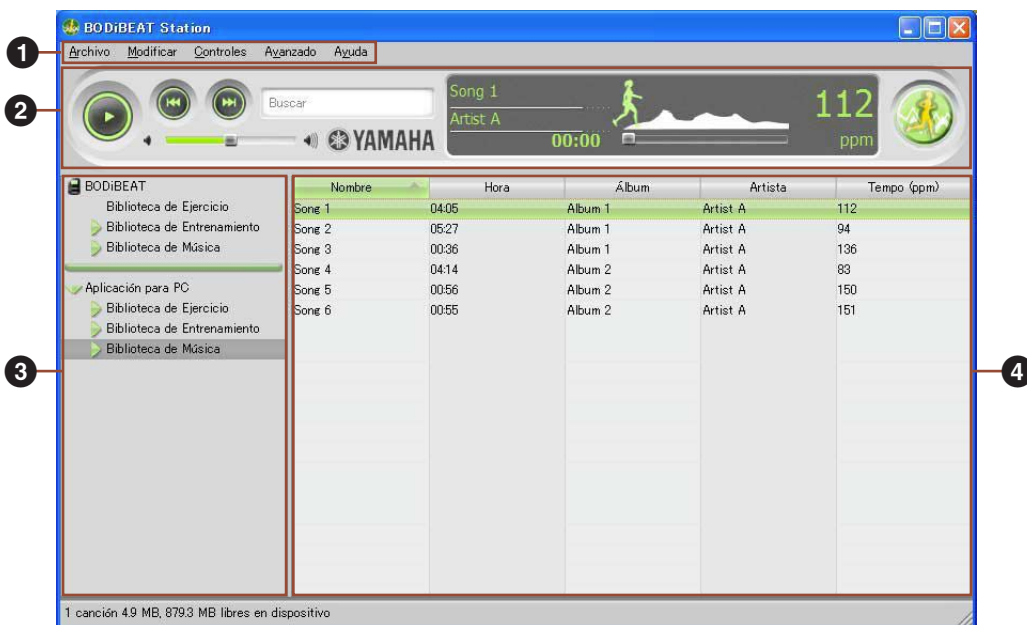 BODiBEAT Station
Archivo Modificar Controles Avanzado Ayuda
1
2
Buscar
YAMAHA
Song 1
Artist A
00:00
112
ppm
3
BODiBEAT
Biblioteca de Ejercicio
Biblioteca de Entrenamiento
Biblioteca de Música
Aplicación para PC
Biblioteca de Ejercicio
Biblioteca de Entrenamiento
Biblioteca de Música
4
Nombre Hora Álbum Artista Tempo (ppm)
Song 1 04:05 Album 1 Artist A 112
Song 2 05:27 Album 1 Artist A 94
Song 3 00:36 Album 1 Artist A 136
Song 4 04:14 Album 2 Artist A 83
Song 5 00:56 Album 2 Artist A 150
Song 6 00:55 Album 2 Artist A 151
1 canción 4.9 MB, 879.3 MB libres en dispositivo